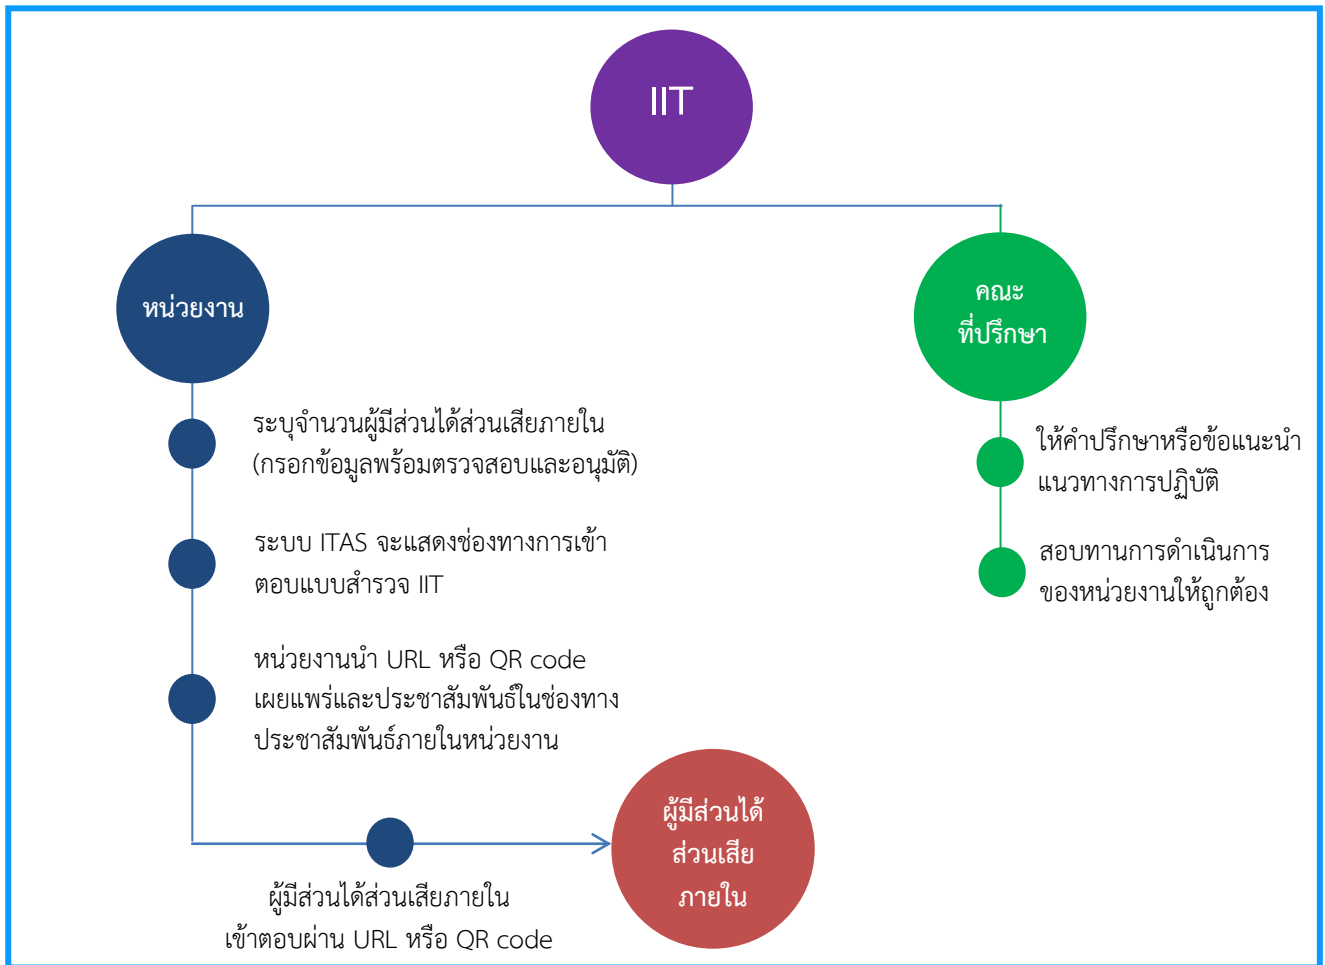 IIT
หน่วยงาน
ระบุจำนวนผู้มีส่วนได้ส่วนเสียภายใน
(กรอกข้อมูลพร้อมตรวจสอบและอนุมัติ)
ระบบ ITAS จะแสดงช่องทางการเข้า
ตอบแบบสำรวจ IIT
หน่วยงานนำ URL หรือ QR code
เผยแพร่และประชาสัมพันธ์ในช่องทาง
ประชาสัมพันธ์ภายในหน่วยงาน
ผู้มีส่วนได้ส่วนเสียภายใน
เข้าตอบผ่าน URL หรือ QR code
ผู้มีส่วนได้
ส่วนเสีย
ภายใน
คณะ
ที่ปรึกษา
ให้คำปรึกษาหรือข้อแนะนำ
แนวทางการปฏิบัติ
สอบทานการดำเนินการ
ของหน่วยงานให้ถูกต้อง